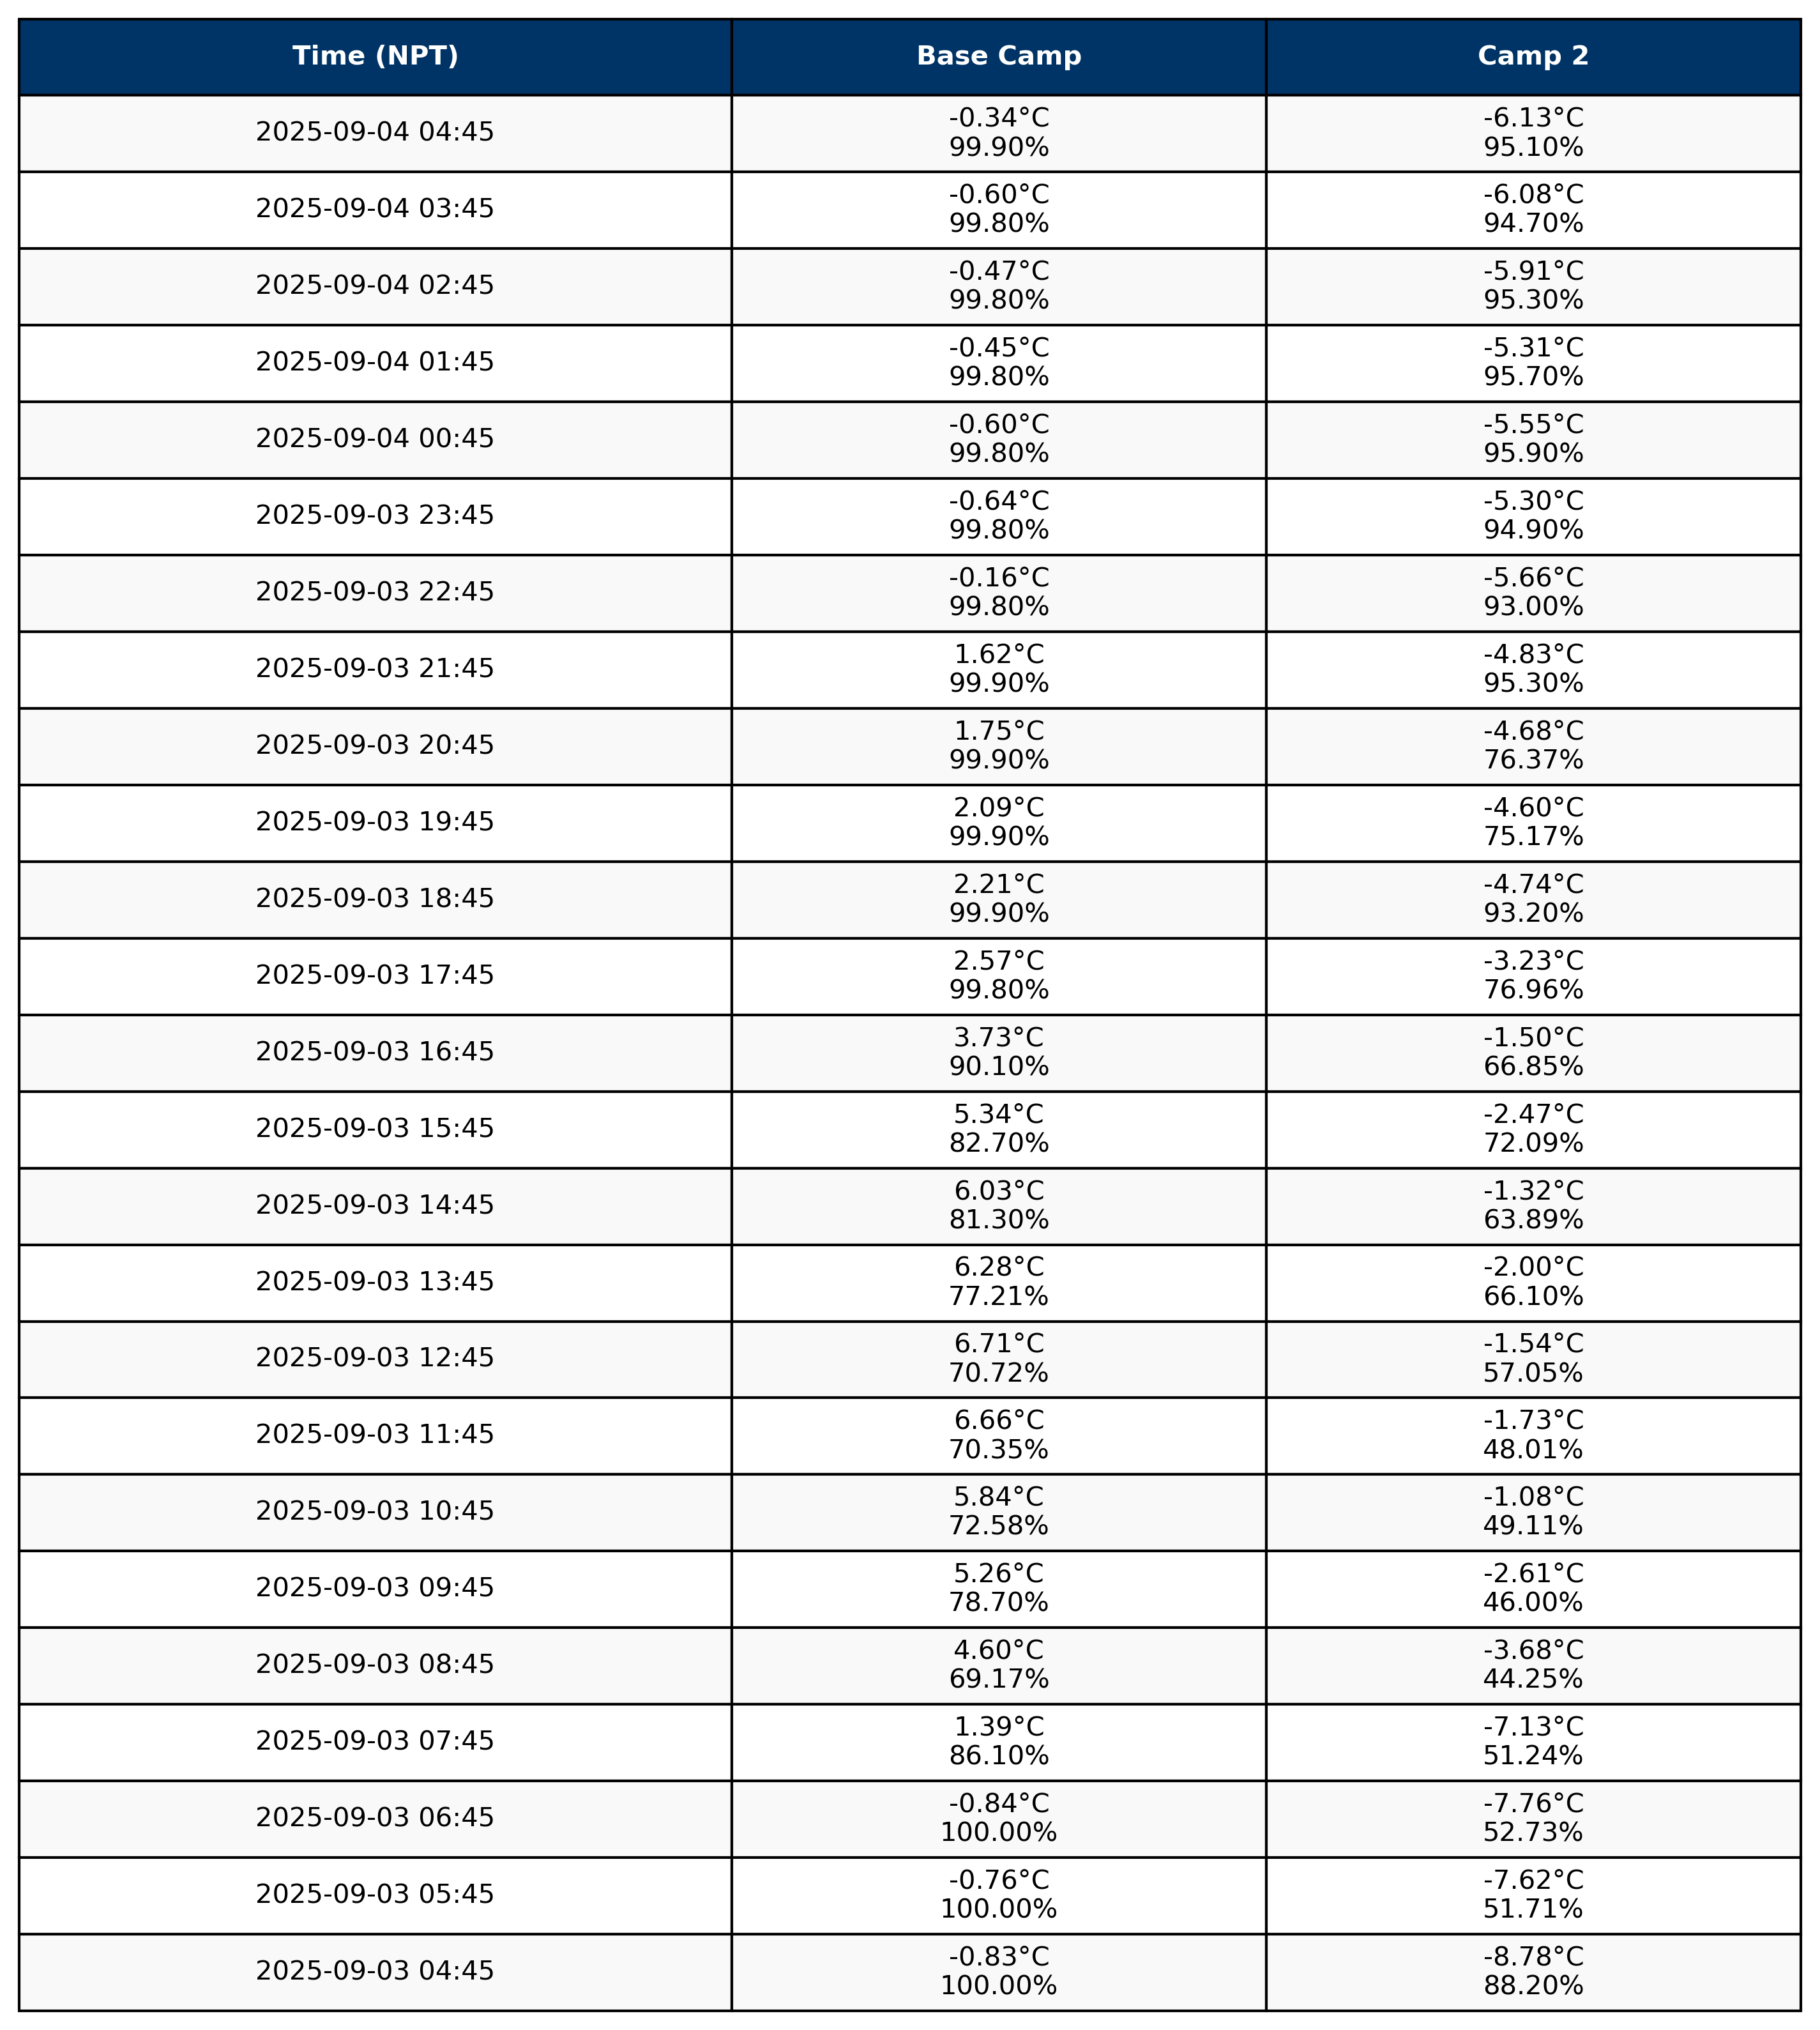 Time (NPT) Base Camp Camp 2
2025-09-04 04:45 -0.34°C -6.13°C
99.90% 95.10%
2025-09-04 03:45 -0.60°C -6.08°C
99.80% 94.70%
2025-09-04 02:45 -0.47°C -5.91°C
99.80% 95.30%
2025-09-04 01:45 -0.45°C -5.31°C
99.80% 95.70%
2025-09-04 00:45 -0.60°C -5.55°C
99.80% 95.90%
2025-09-03 23:45 -0.64°C -5.30°C
99.80% 94.90%
2025-09-03 22:45 -0.16°C -5.66°C
99.80% 93.00%
2025-09-03 21:45 1.62°C -4.83°C
99.90% 95.30%
2025-09-03 20:45 1.75°C -4.68°C
99.90% 76.37%
2025-09-03 19:45 2.09°C -4.60°C
99.90% 75.17%
2025-09-03 18:45 2.21°C -4.74°C
99.90% 93.20%
2025-09-03 17:45 2.57°C -3.23°C
99.80% 76.96%
2025-09-03 16:45 3.73°C -1.50°C
90.10% 66.85%
2025-09-03 15:45 5.34°C -2.47°C
82.70% 72.09%
2025-09-03 14:45 6.03°C -1.32°C
81.30% 63.89%
2025-09-03 13:45 6.28°C -2.00°C
77.21% 66.10%
2025-09-03 12:45 6.71°C -1.54°C
70.72% 57.05%
2025-09-03 11:45 6.66°C -1.73°C
70.35% 48.01%
2025-09-03 10:45 5.84°C -1.08°C
72.58% 49.11%
2025-09-03 09:45 5.26°C -2.61°C
78.70% 46.00%
2025-09-03 08:45 4.60°C -3.68°C
69.17% 44.25%
2025-09-03 07:45 1.39°C -7.13°C
86.10% 51.24%
2025-09-03 06:45 -0.84°C -7.76°C
100.00% 52.73%
2025-09-03 05:45 -0.76°C -7.62°C
100.00% 51.71%
2025-09-03 04:45 -0.83°C -8.78°C
100.00% 88.20%